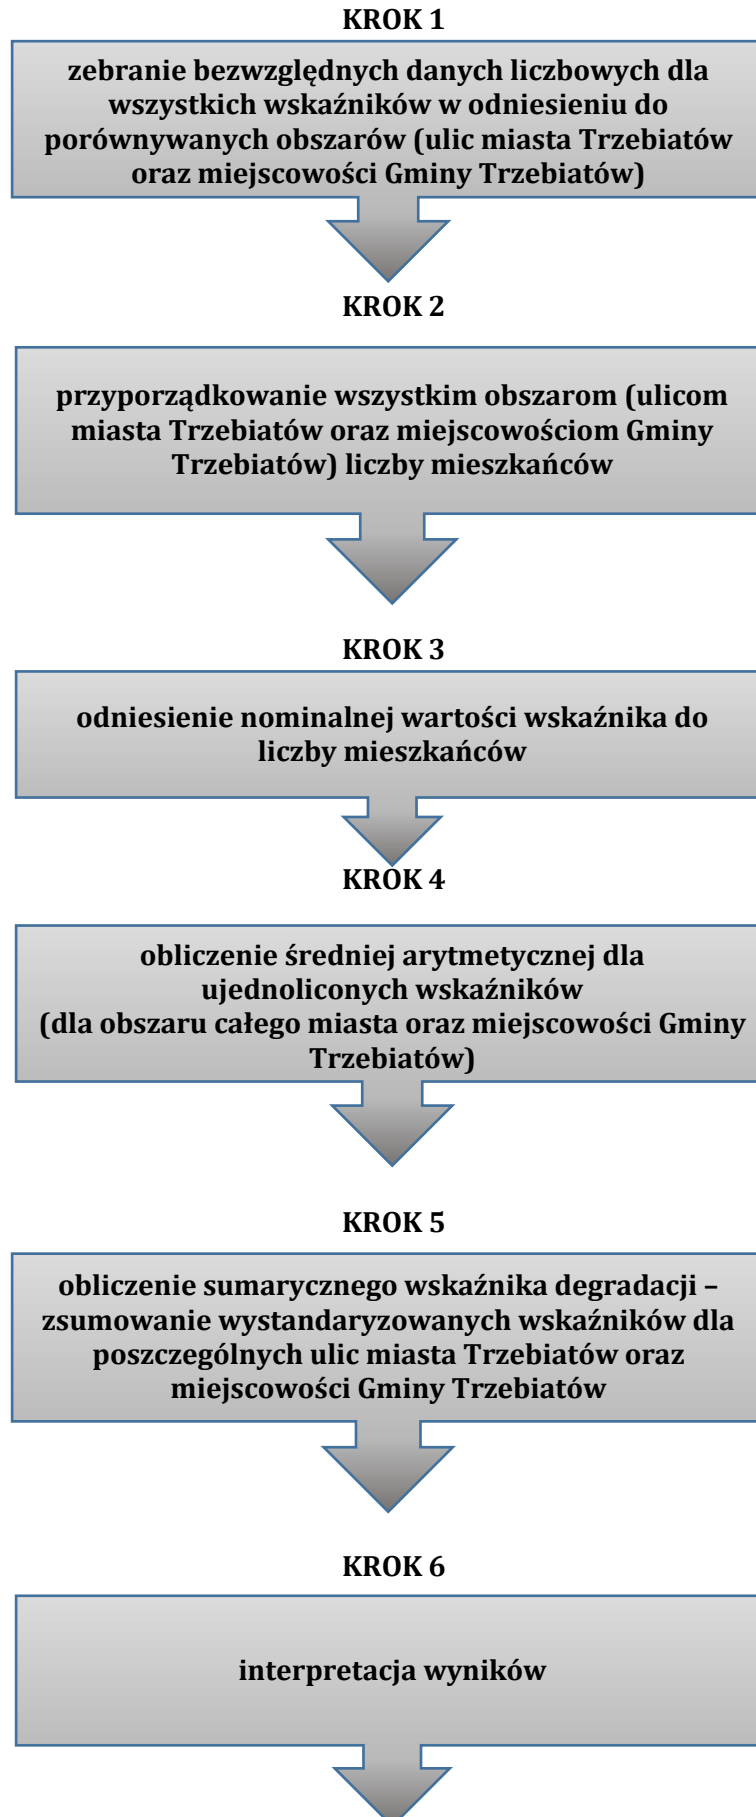 KROK 1
zebranie bezwzględnych danych liczbowych dla
wszystkich wskaźników w odniesieniu do
porównywanych obszarów (ulic miasta Trzebiatów
oraz miejscowości Gminy Trzebiatów)
KROK 2
przyporządkowanie wszystkim obszarom (ulicom
miasta Trzebiatów oraz miejscowościom Gminy
Trzebiatów) liczby mieszkańców
KROK 3
odniesienie nominalnej wartości wskaźnika do
liczby mieszkańców
KROK 4
obliczenie średniej arytmetycznej dla
ujednoliconych wskaźników
(dla obszaru całego miasta oraz miejscowości Gminy
Trzebiatów)
KROK 5
obliczenie sumarycznego wskaźnika degradacji –
zsumowanie wystandaryzowanych wskaźników dla
poszczególnych ulic miasta Trzebiatów oraz
miejscowości Gminy Trzebiatów
KROK 6
interpretacja wyników